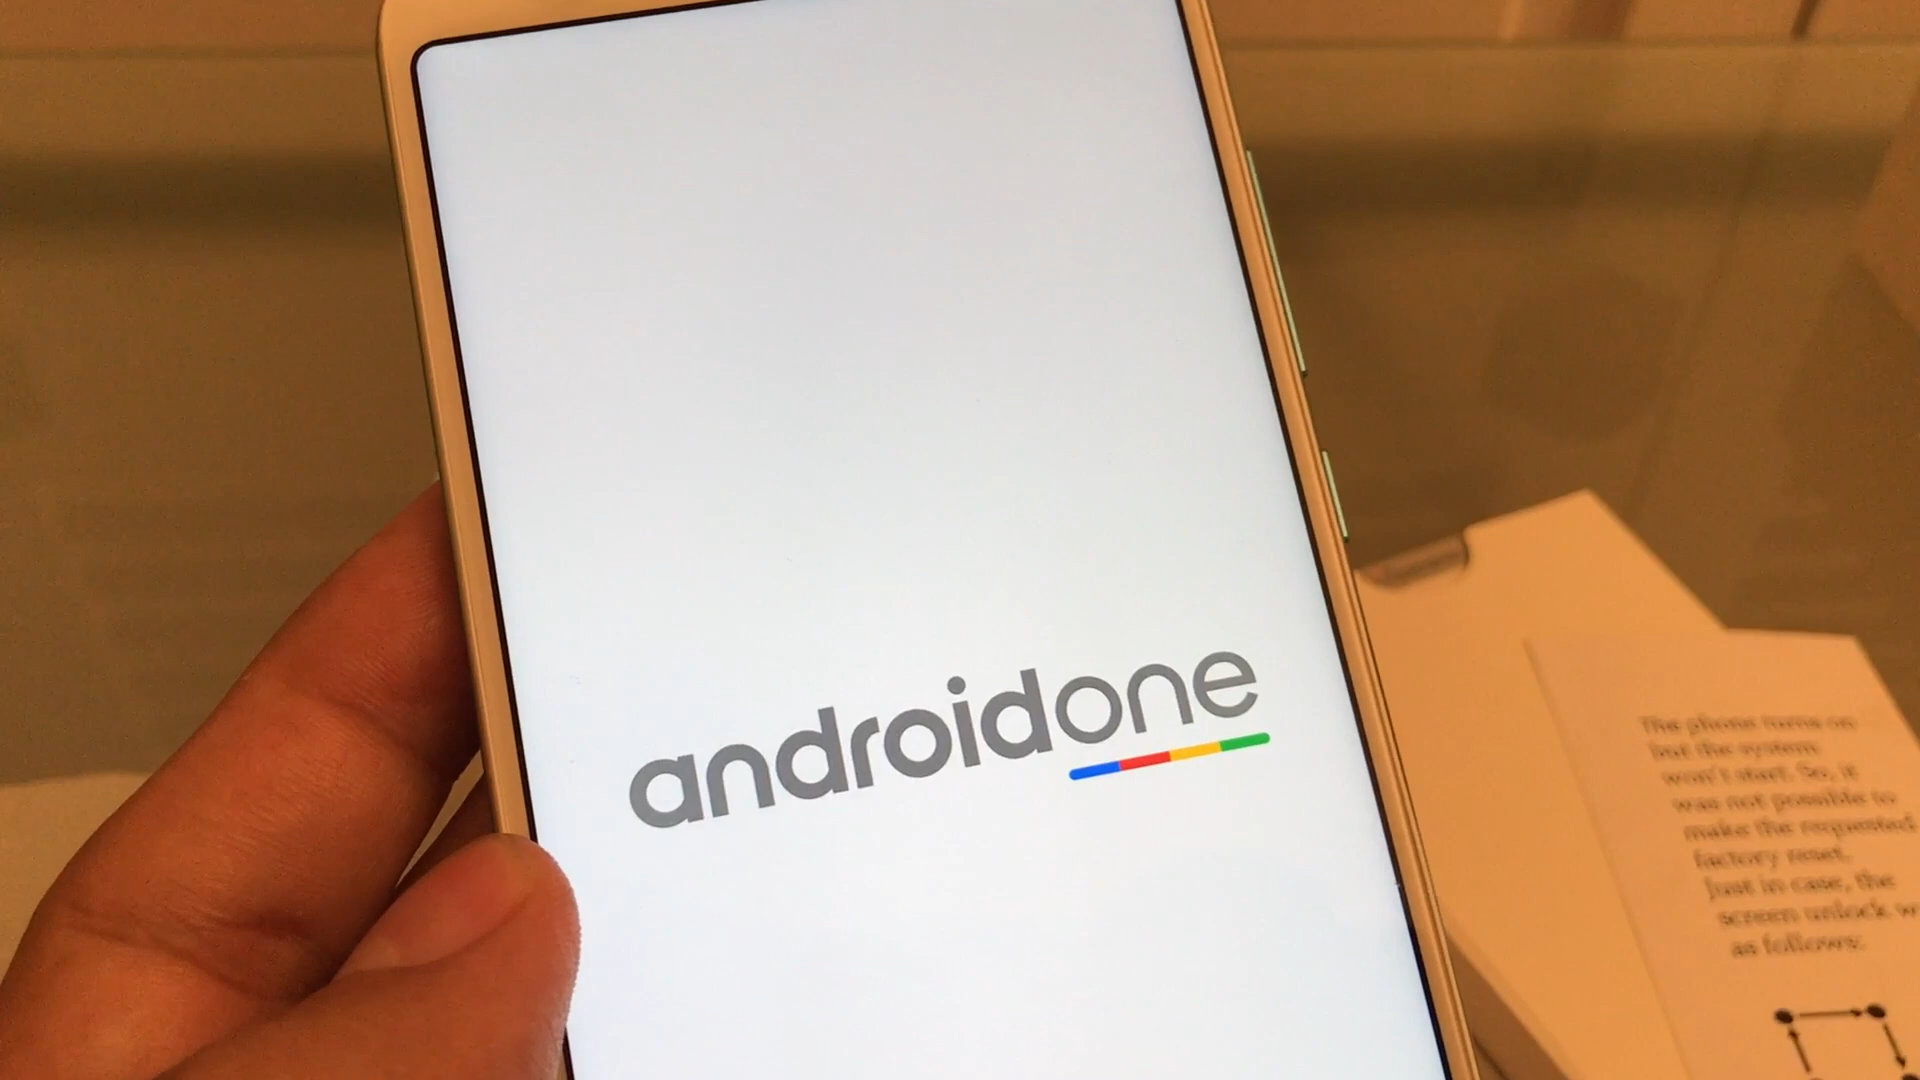 androidone
The phone turns on
but the system
won't start. So, it
was not possible to
make the requested
factory reset.
Just in case, the
screen unlock w
as follows: